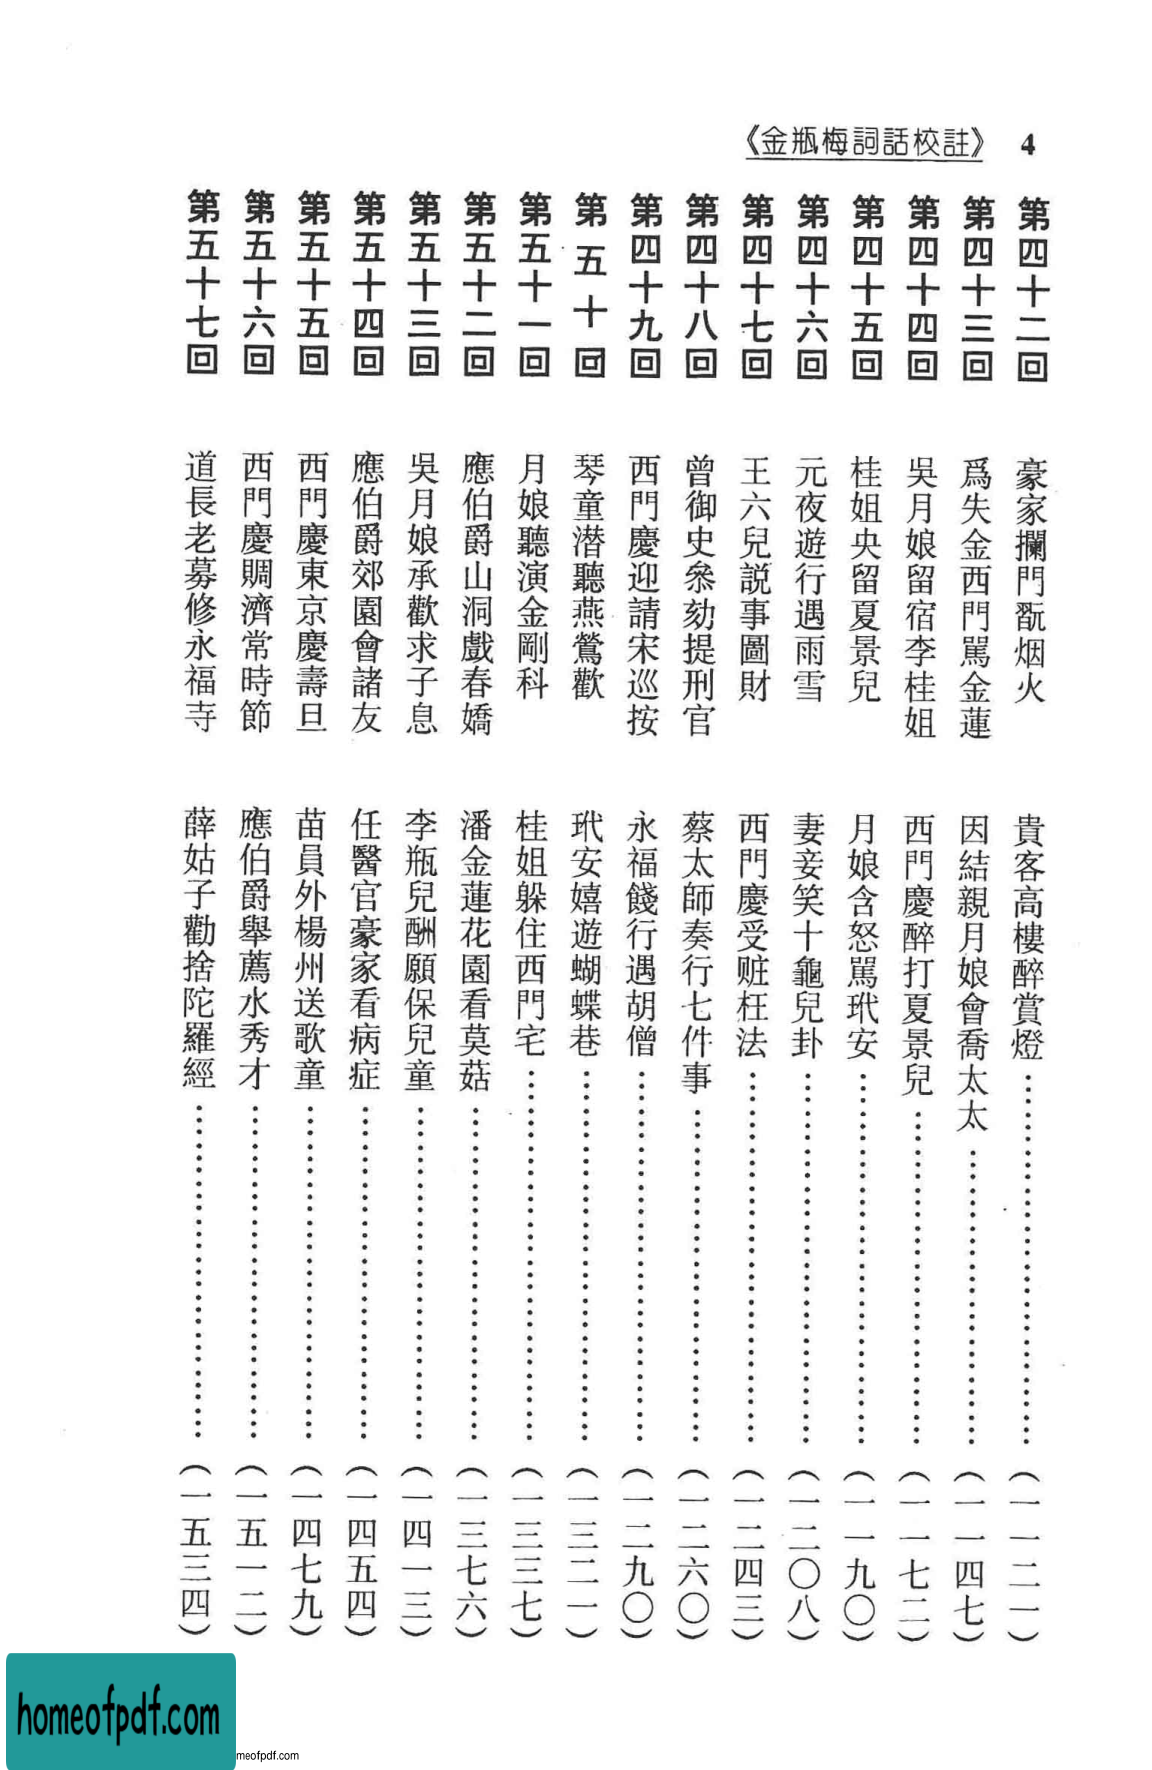 《金瓶梅詞話校註》 4
第四十二回 豪家攔門翫烟火 貴客高樓醉賞燈……（一一二一）
第四十三回 爲失金西門駡金蓮 因結親月娘會喬太太……（一一四七）
第四十四回 吳月娘留宿李桂姐 西門慶醉打夏景兒……（一一七二）
第四十五回 桂姐央留夏景兒 月娘含怒駡玳安……（一一九〇）
第四十六回 元夜遊行遇雨雪 妻妾笑卜龜兒卦……（一二〇八）
第四十七回 王六兒説事圖財 西門慶受贓枉法……（一二四三）
第四十八回 曾御史參劾提刑官 蔡太師奏行七件事……（一二六〇）
第四十九回 西門慶迎請宋巡按 永福餞行遇胡僧……（一二九〇）
第五十回 琴童潜聽燕鶯歡 玳安嬉遊蝴蝶巷……（一三二一）
第五十一回 月娘聽演金剛科 桂姐躲住西門宅……（一三三七）
第五十二回 應伯爵山洞戲春嬌 潘金蓮花園看莫菇……（一三七六）
第五十三回 吳月娘承歡求子息 李瓶兒酬願保兒童……（一四一三）
第五十四回 應伯爵郊園會諸友 任醫官豪家看病症……（一四五四）
第五十五回 西門慶東京慶壽旦 苗員外楊州送歌童……（一四七九）
第五十六回 西門慶賙濟常時節 應伯爵舉薦水秀才……（一五一二）
第五十七回 道長老募修永福寺 薛姑子勸捨陀羅經……（一五三四）
homeofpdf.com
meofpdf.com